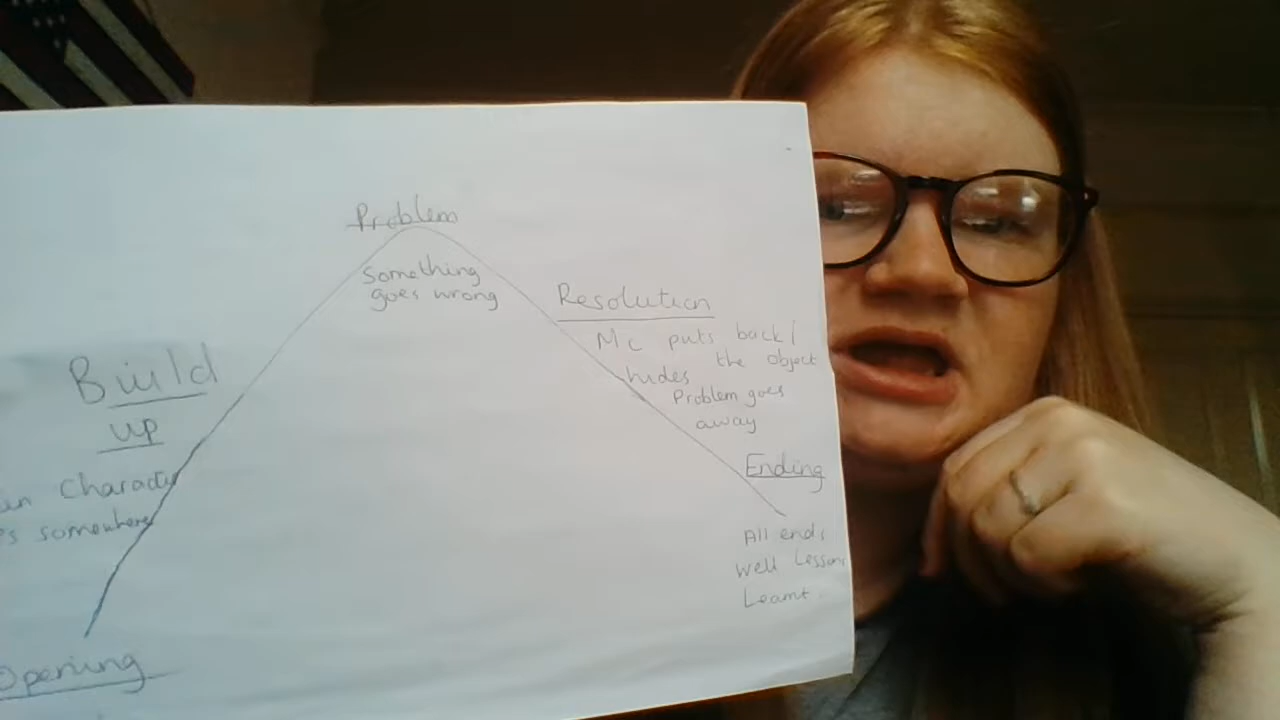 Problem
Something
goes wrong
Resolution
Mc puts back/
the object
hides
Problem goes
away
Build
up
Character
somewhere
Ending
All ends
well Lesson
Learnt
Opening